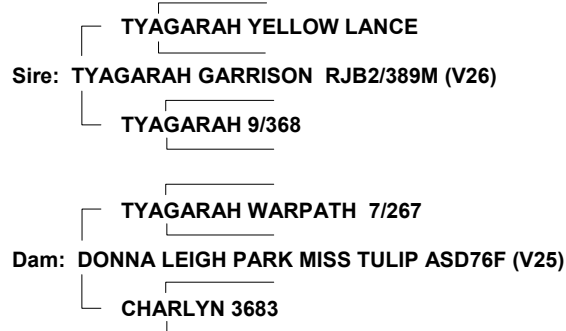 TYAGARAH YELLOW LANCE
Sire: TYAGARAH GARRISON RJB2/389M (V26)
TYAGARAH 9/368
TYAGARAH WARPATH 7/267
Dam: DONNA LEIGH PARK MISS TULIP ASD76F (V25)
CHARLYN 3683